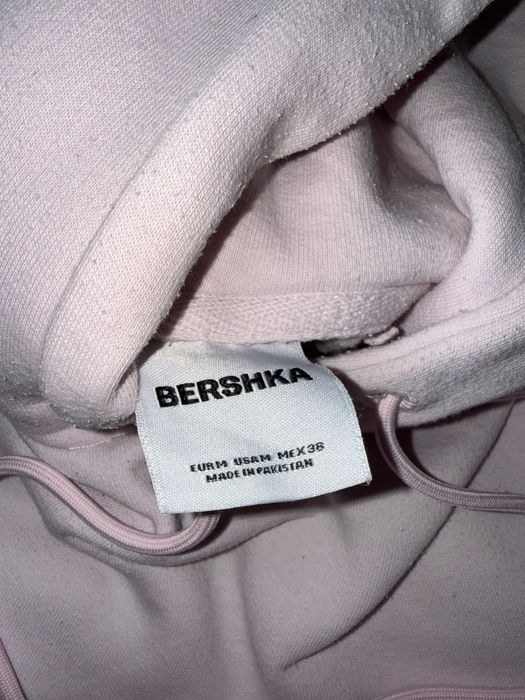 BERSHKA
EUR M USA M MEX 38
MADE IN PAKISTAN